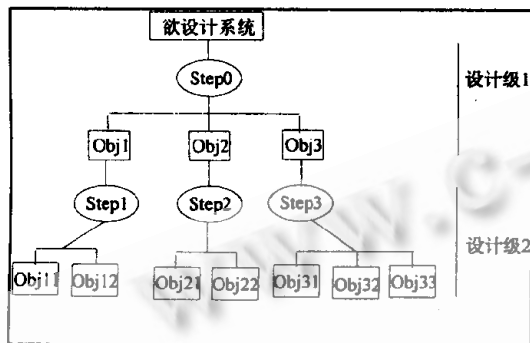 欲设计系统
Step0
设计级1
Obj1 Obj2 Obj3
Step1 Step2 Step3
设计级2
Obj11 Obj12 Obj21 Obj22 Obj31 Obj32 Obj33
www.c-